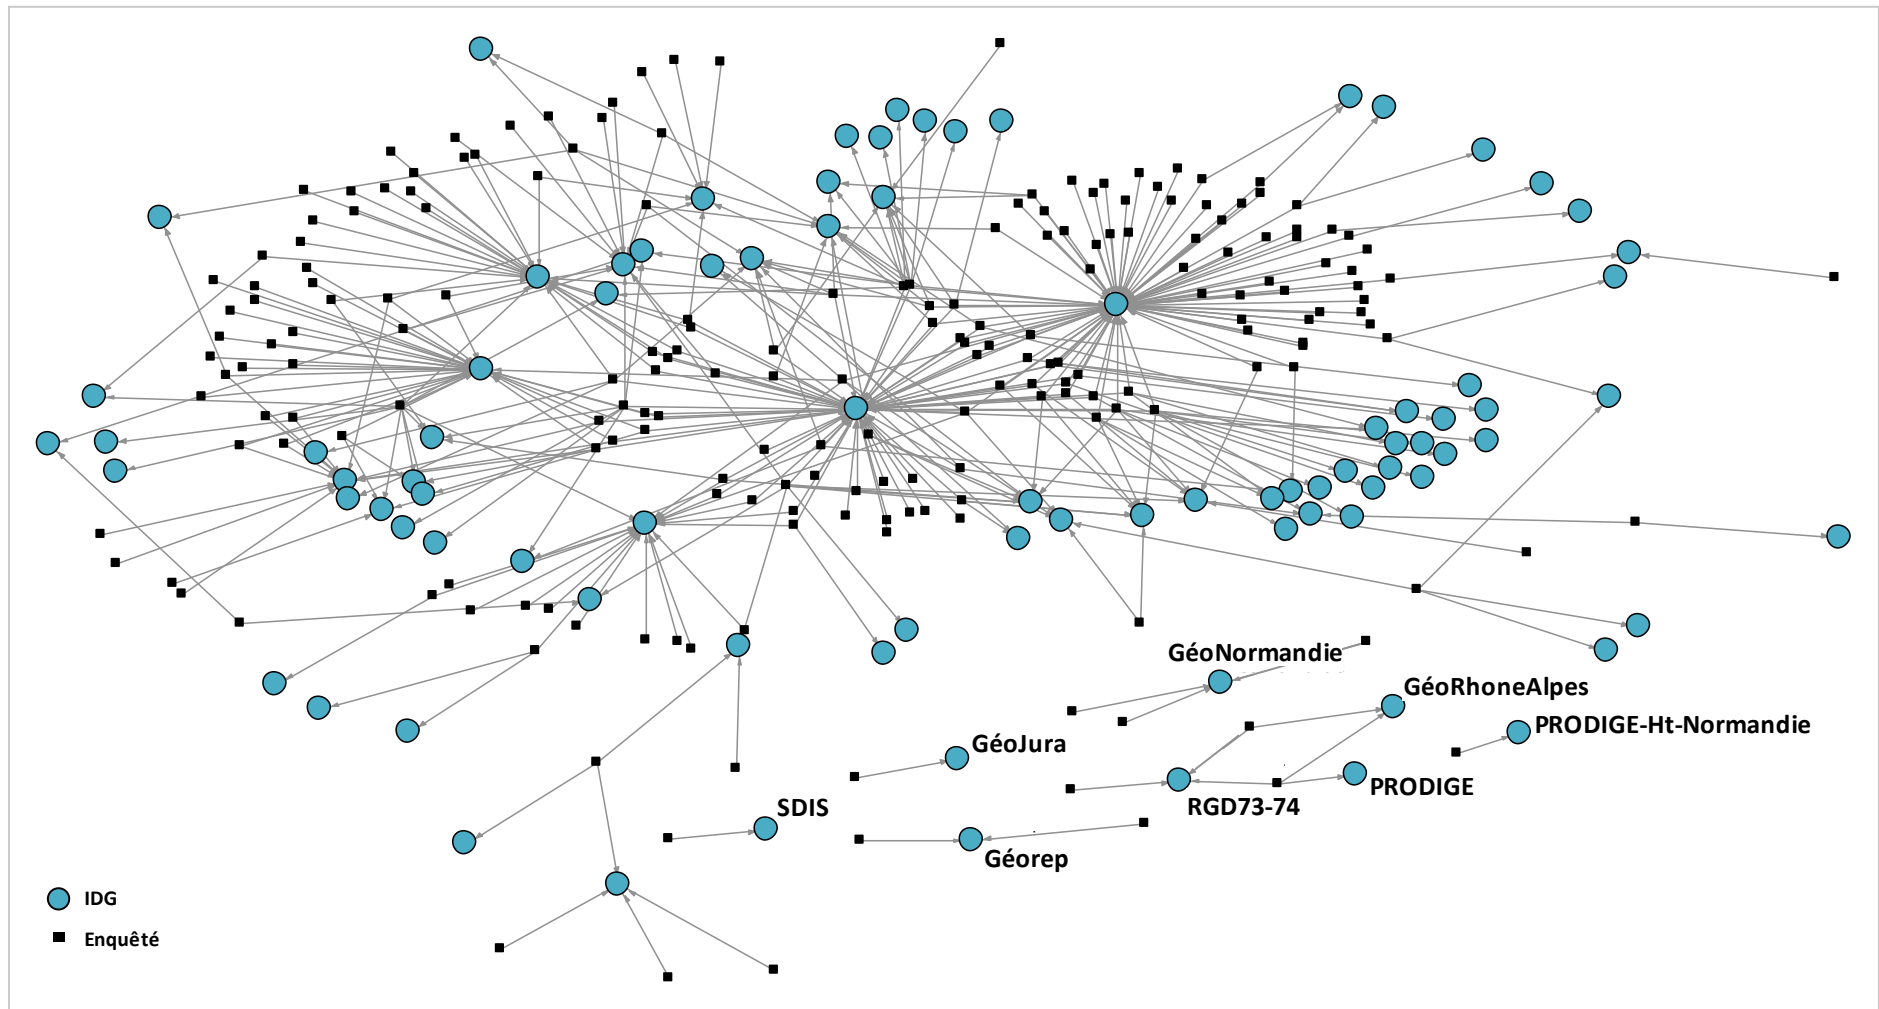 GéoNormandie
GéoRhoneAlpes
PRODIGE-Ht-Normandie
GéoJura
PRODIGE
RGD73-74
SDIS
Géorep
IDG
Enquêté